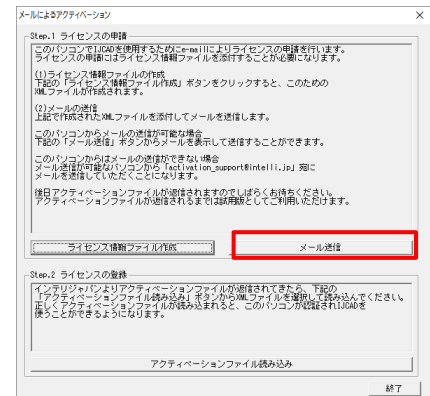 メールによるアクティベーション
Step.1 ライセンスの申請
このパソコンでIJCADを使用するためにe-mailによりライセンスの申請を行います。
ライセンスの申請にはライセンス情報ファイルを添付することが必要になります。
(1)ライセンス情報ファイルの作成
下記の「ライセンス情報ファイル作成」ボタンをクリックすると、このための
XMLファイルが作成されます。
(2)メールの送信
上記で作成されたXMLファイルを添付してメールを送信します。
このパソコンからメールの送信が可能な場合
下記の「メール送信」ボタンからメールを表示して送信することができます。
このパソコンからはメールの送信ができない場合
メール送信が可能なパソコンから「activation_support@intelli.jp」宛に
メールを送信していただくことになります。
後日アクティベーションファイルが返信されますのでしばらくお待ちください。
アクティベーションファイルが返信されるまでは試用版としてご利用いただけます。
ライセンス情報ファイル作成
メール送信
Step.2 ライセンスの登録
インテリジャパンよりアクティベーションファイルが返信されてきたら、下記の
「アクティベーションファイル読み込み」ボタンからXMLファイルを選択して読み込んでください。
正しくアクティベーションファイルが読み込まれると、このパソコンが認証されIJCADを
使うことができるようになります。
アクティベーションファイル読み込み
終了